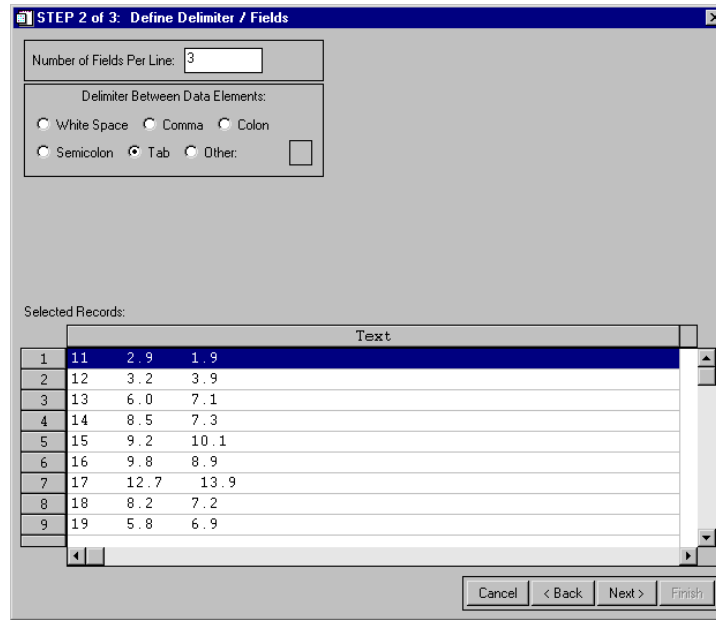 STEP 2 of 3: Define Delimiter / Fields
Number of Fields Per Line: 3
Delimiter Between Data Elements:
White Space Comma Colon
Semicolon Tab Other:
Selected Records:
Text
1 11 2.9 1.9
2 12 3.2 3.9
3 13 6.0 7.1
4 14 8.5 7.3
5 15 9.2 10.1
6 16 9.8 8.9
7 17 12.7 13.9
8 18 8.2 7.2
9 19 5.8 6.9
Cancel < Back Next > Finish